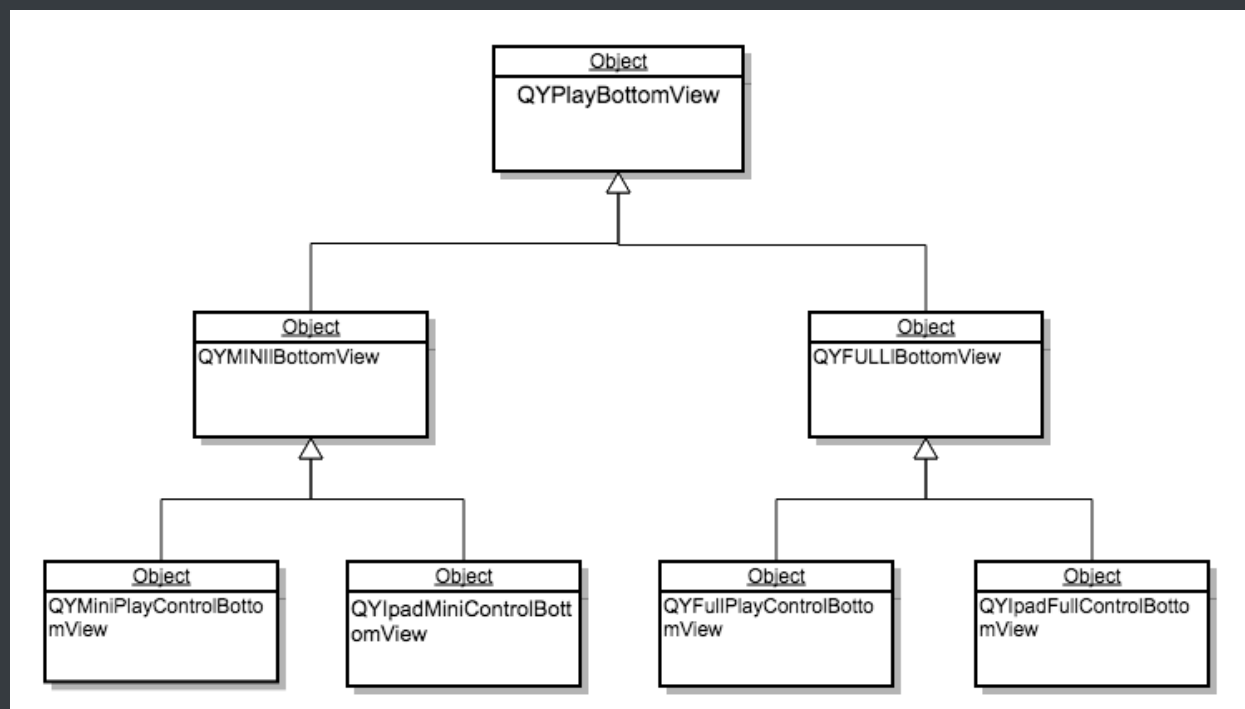 Object
QYPlayBottomView
Object
QYMINIIBottomView
Object
QYFULLIBottomView
Object
QYMiniPlayControlBotto
mView
Object
QYIpadMiniControlBott
omView
Object
QYFullPlayControlBotto
mView
Object
QYIpadFullControlBotto
mView